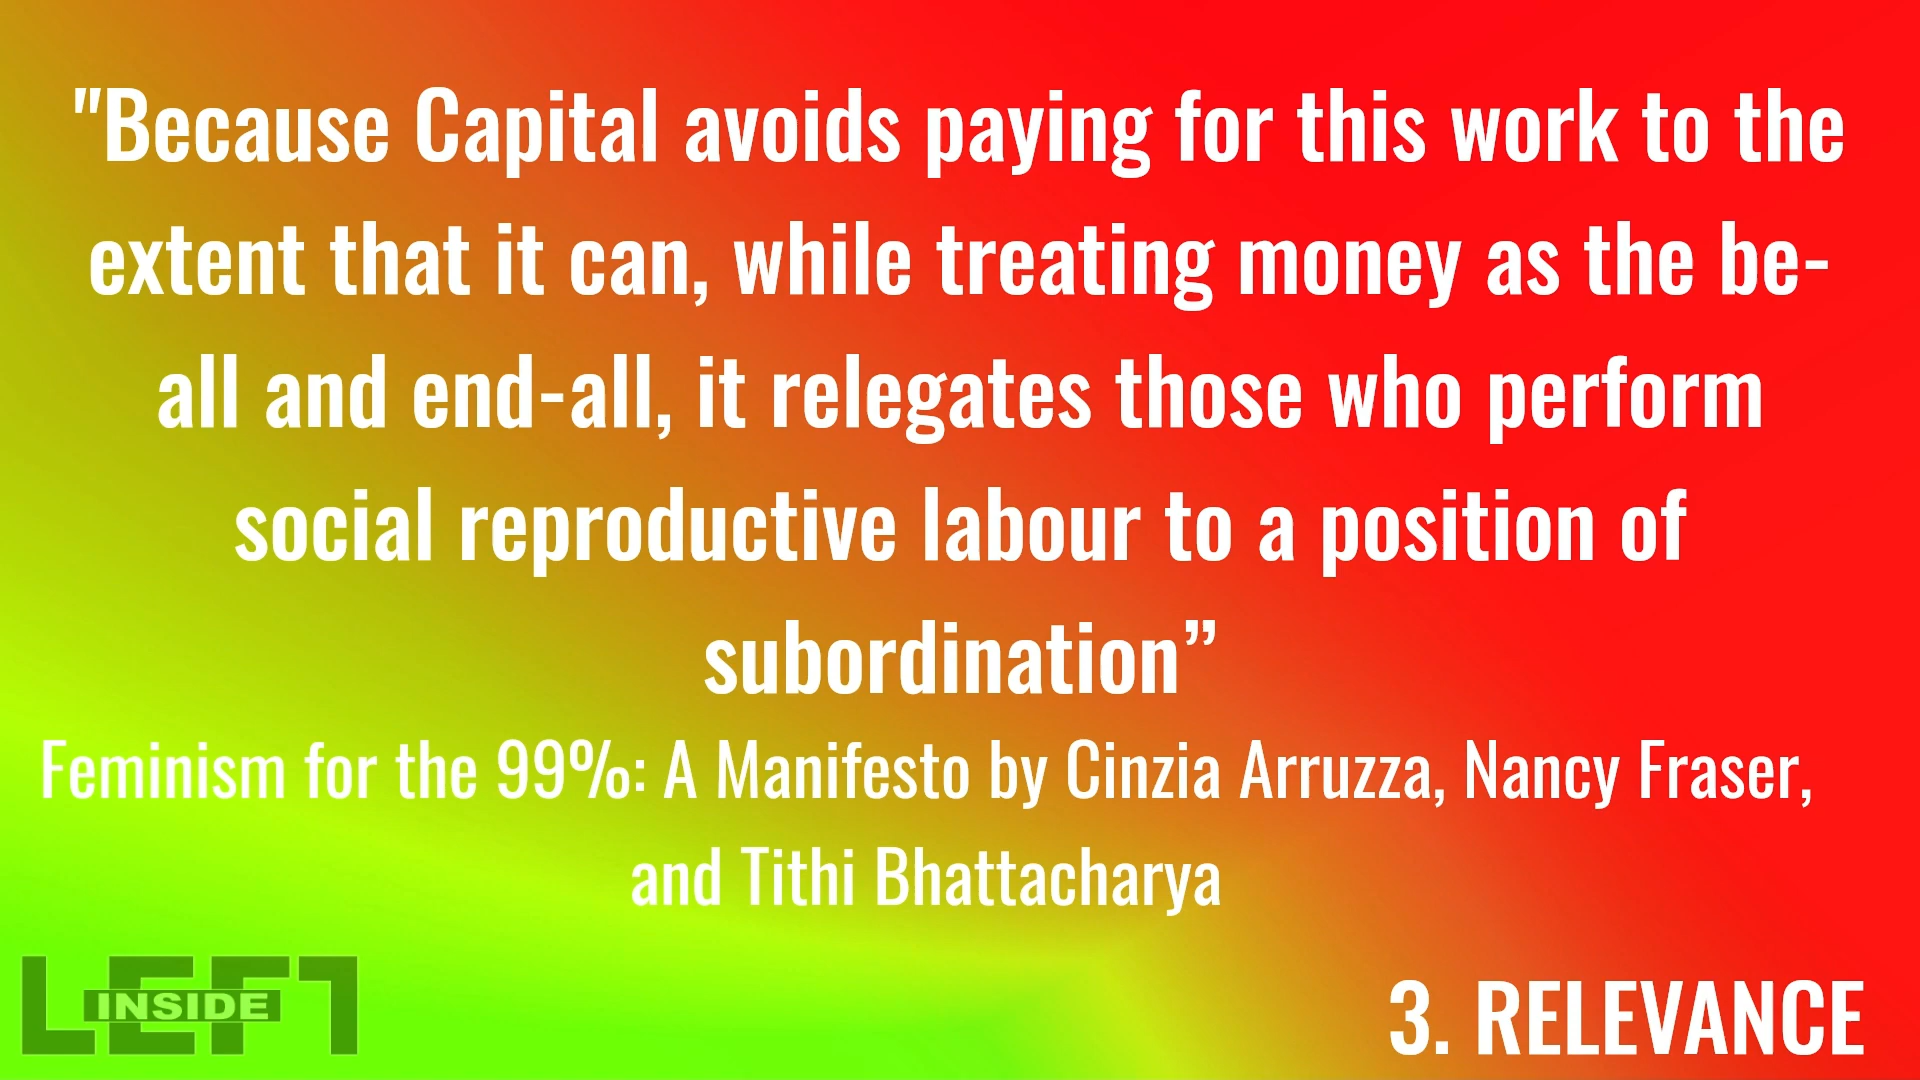 "Because Capital avoids paying for this work to the
extent that it can, while treating money as the be-
all and end-all, it relegates those who perform
social reproductive labour to a position of
subordination”
Feminism for the 99%: A Manifesto by Cinzia Arruzza, Nancy Fraser,
and Tithi Bhattacharya
LEFT
INSIDE
3. RELEVANCE